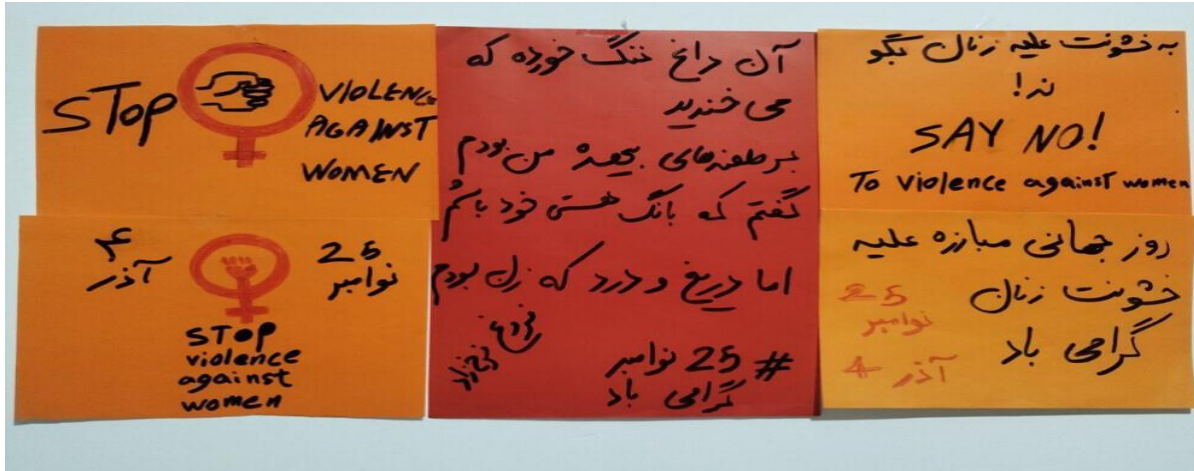 STOP
VIOLENCE
AGAINST
WOMEN
۴
آذر
25
نوامبر
STOP
violence
against
women
آن داغ ننگ خورده که
می خندید
بر طعنه های بیهده من بودم
گفتم که بانگ هستی خود باشم
اما دریغ و درد که زن بودم
فروغ فرخزاد
# 25 نوامبر
گرامی باد
به خشونت علیه زنان بگو
نه!
SAY NO!
To violence against women
روز جهانی مبارزه علیه
خشونت زنان
گرامی باد
25
نوامبر
4 آذر